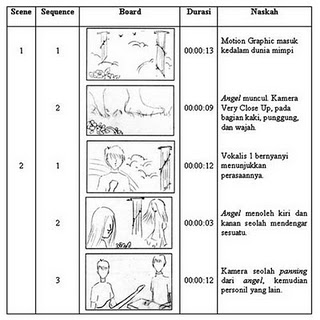 Scene Sequence Board Durasi Naskah
1 1 00:00:13 Motion Graphic masuk
kedalam dunia mimpi
2 00:00:09 Angel muncul. Kamera
Very Close Up, pada
bagian kaki, punggung,
dan wajah.
2 1 00:00:12 Vokalis 1 bernyanyi
menunjukkan
perasaannya.
2 00:00:03 Angel menoleh kiri dan
kanan seolah mendengar
sesuatu.
3 00:00:12 Kamera seolah panning
dari angel, kemudian
personil yang lain.